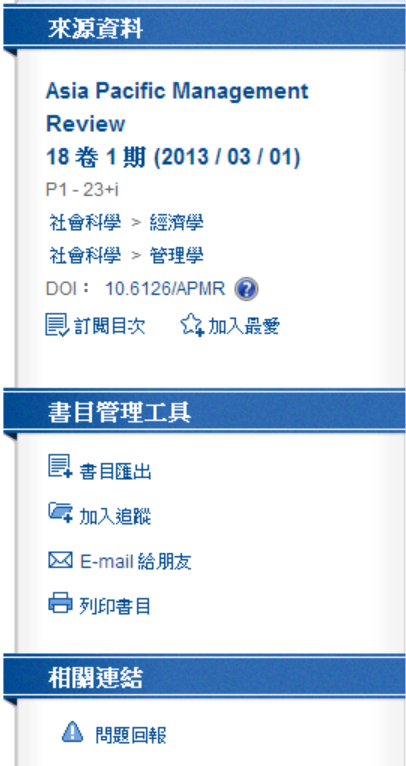 來源資料
Asia Pacific Management
Review
18 卷 1 期 (2013 / 03 / 01)
P1 - 23+i
社會科學 > 經濟學
社會科學 > 管理學
DOI： 10.6126/APMR ?
訂閱目次 加入最愛
書目管理工具
書目匯出
加入追蹤
E-mail 給朋友
列印書目
相關連結
問題回報